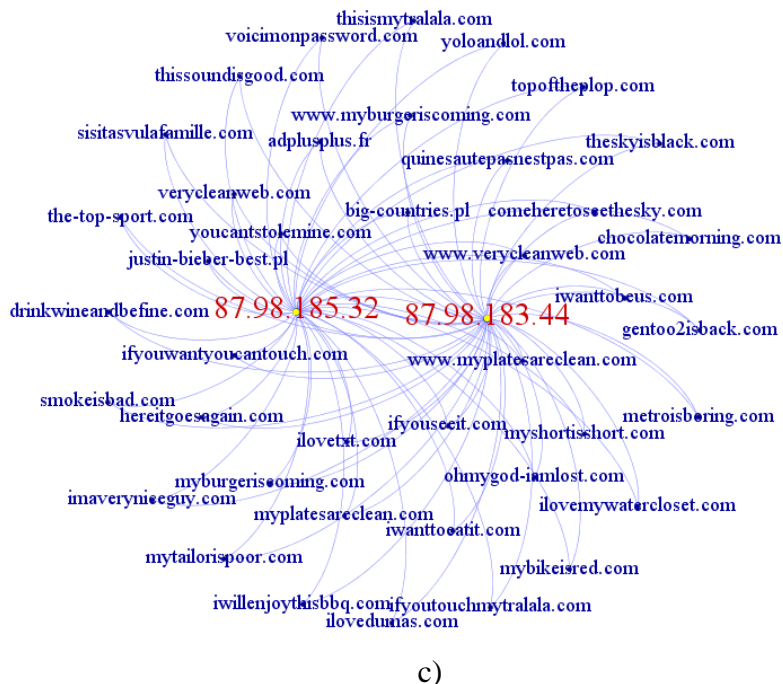 thisismytralala.com
voicimonpassword.com
yoloandlol.com
thissoundisgood.com
topoftheplop.com
www.myburgeriscoming.com
sisitasvulafamille.com
adplusplus.fr
theskyisblack.com
quinesautepasnestpas.com
verycleanweb.com
the-top-sport.com
big-countries.pl
comeheretoseethesky.com
youcantstolemine.com
chocolatemorning.com
www.verycleanweb.com
justin-bieber-best.pl
iwanttobeus.com
drinkwineandbefine.com
87.98.185.32
87.98.183.44
gentoo2isback.com
ifyouwantyoucantouch.com
www.myplatesareclean.com
smokeisbad.com
hereitgoesagain.com
metroisboring.com
ifyouseeit.com
myshortisshort.com
ilovetxt.com
ohmygod-iamlost.com
myburgeriscoming.com
imaveryniceguy.com
ilovemywatercloset.com
myplatesareclean.com
iwanttoeatit.com
mytailorispoor.com
mybikeisred.com
iwillenjoythisbbq.com
ifyoutouchmytralala.com
ilovedumas.com
c)